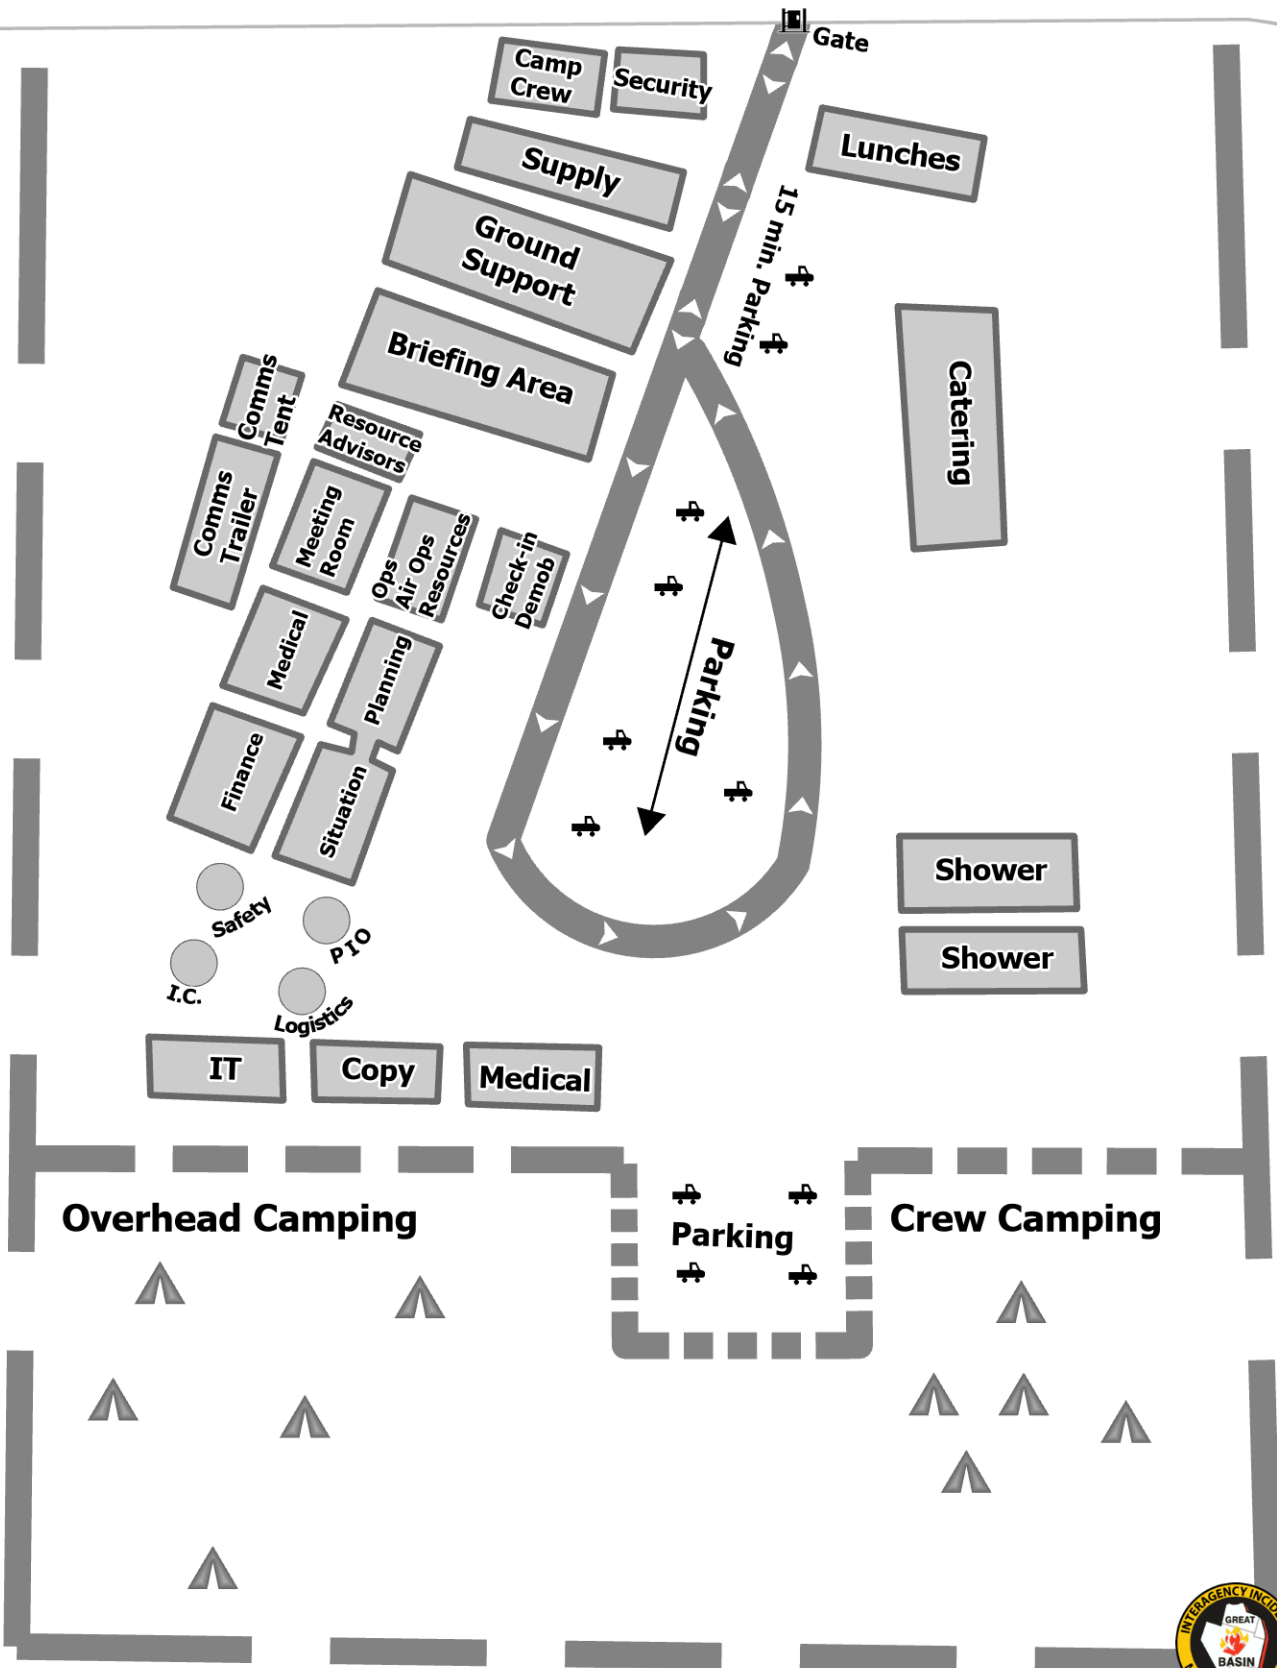 Gate
Camp
Crew
Security
Supply
Lunches
Ground
Support
15 min. Parking
Briefing Area
Catering
Comms
Tent
Resource
Advisors
Comms
Trailer
Meeting
Room
Ops
Air Ops
Resources
Check-in
Demob
Medical
Planning
Parking
Finance
Situation
Safety
PIO
I.C.
Logistics
Shower
Shower
IT
Copy
Medical
Overhead Camping
Parking
Crew Camping
INTERAGENCY
GREAT
BASIN